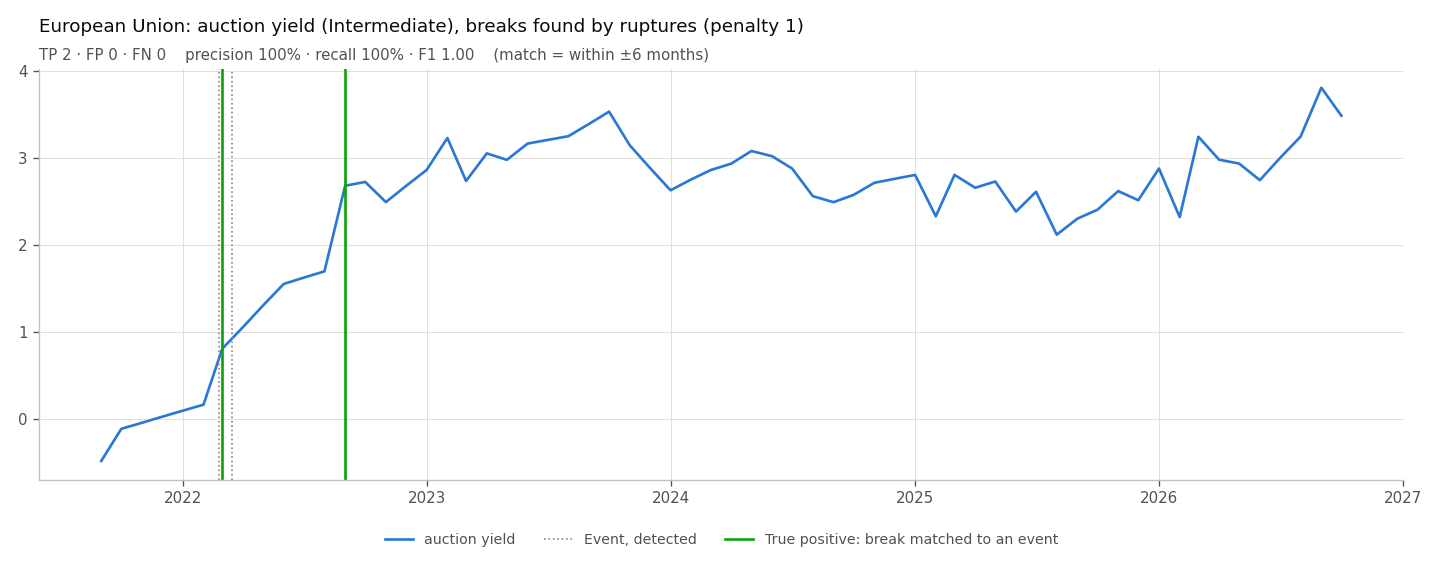 European Union: auction yield (Intermediate), breaks found by ruptures (penalty 1)
TP 2 · FP 0 · FN 0    precision 100% · recall 100% · F1 1.00    (match = within ±6 months)
4
3
2
1
0
2022 2023 2024 2025 2026 2027
auction yield    Event, detected    True positive: break matched to an event